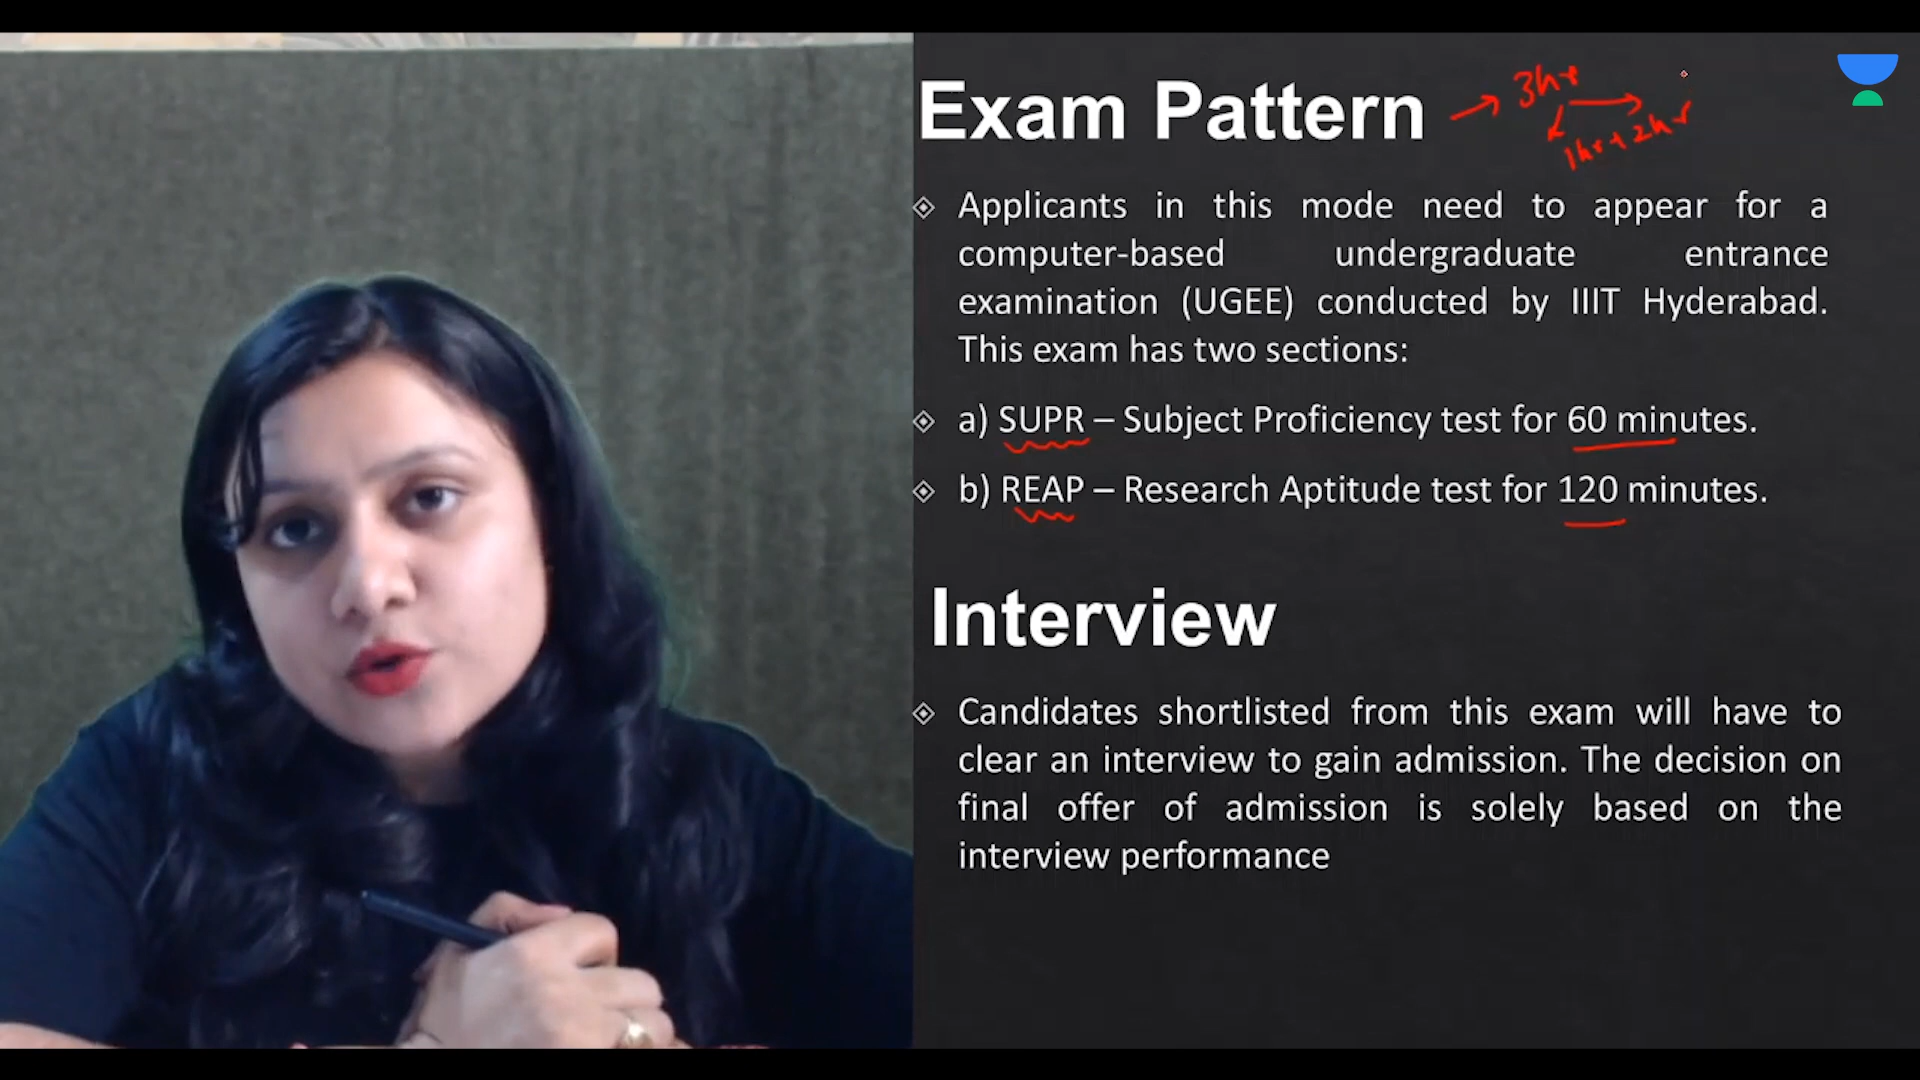 Exam Pattern → 3hr
1hr + 2hr
Applicants in this mode need to appear for a
computer-based undergraduate entrance
examination (UGEE) conducted by IIIT Hyderabad.
This exam has two sections:
a) SUPR – Subject Proficiency test for 60 minutes.
b) REAP – Research Aptitude test for 120 minutes.
Interview
Candidates shortlisted from this exam will have to
clear an interview to gain admission. The decision on
final offer of admission is solely based on the
interview performance